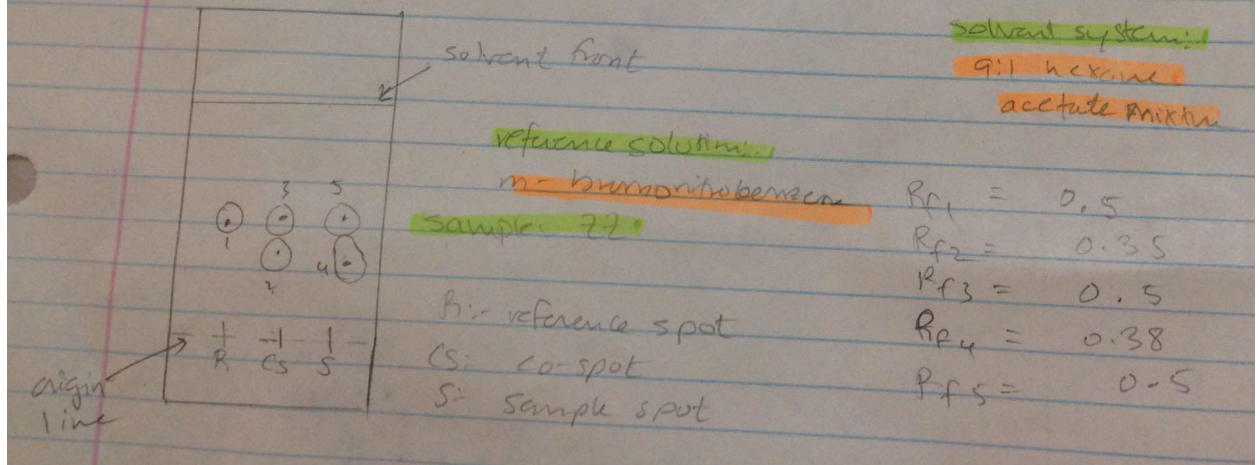 solvent system:
9:1 hexane
acetate mixture
solvent front
reference solution:
m-bromonitrobenzene
sample: ZZ
3 5
1
4
2
R CS S
origin
line
R:- reference spot
CS: co-spot
S: sample spot
Rf1 = 0.5
Rf2 = 0.35
Rf3 = 0.5
Rf4 = 0.38
Rf5 = 0.5